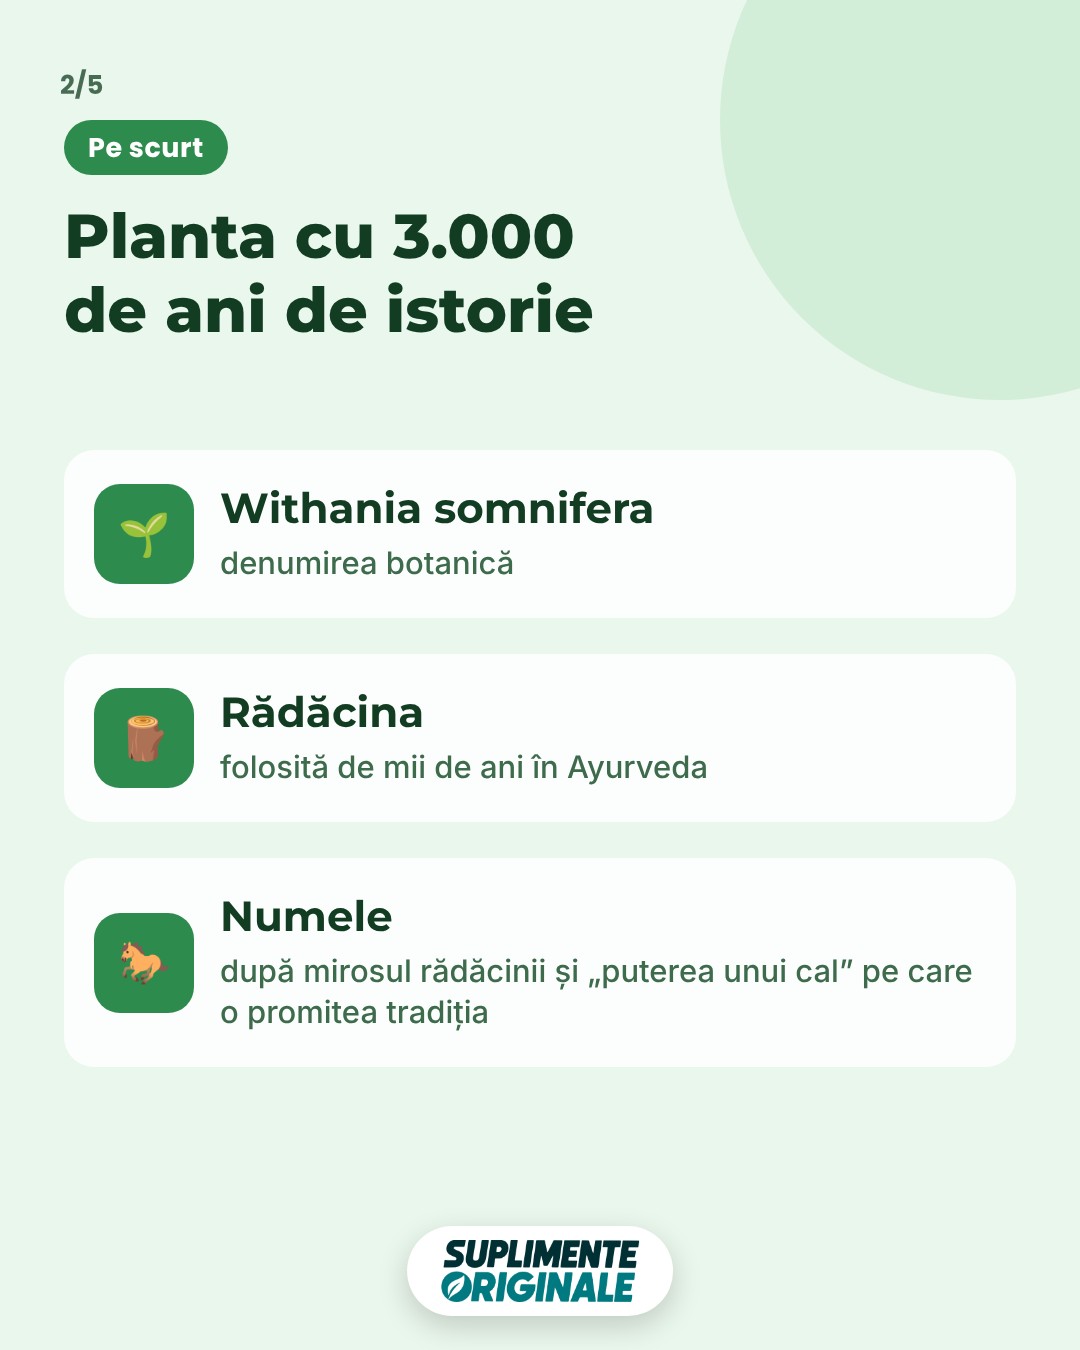 2/5
Pe scurt
Planta cu 3.000
de ani de istorie
Withania somnifera
denumirea botanică
Rădăcina
folosită de mii de ani în Ayurveda
Numele
după mirosul rădăcinii și „puterea unui cal” pe care
o promitea tradiția
SUPLIMENTE
ORIGINALE